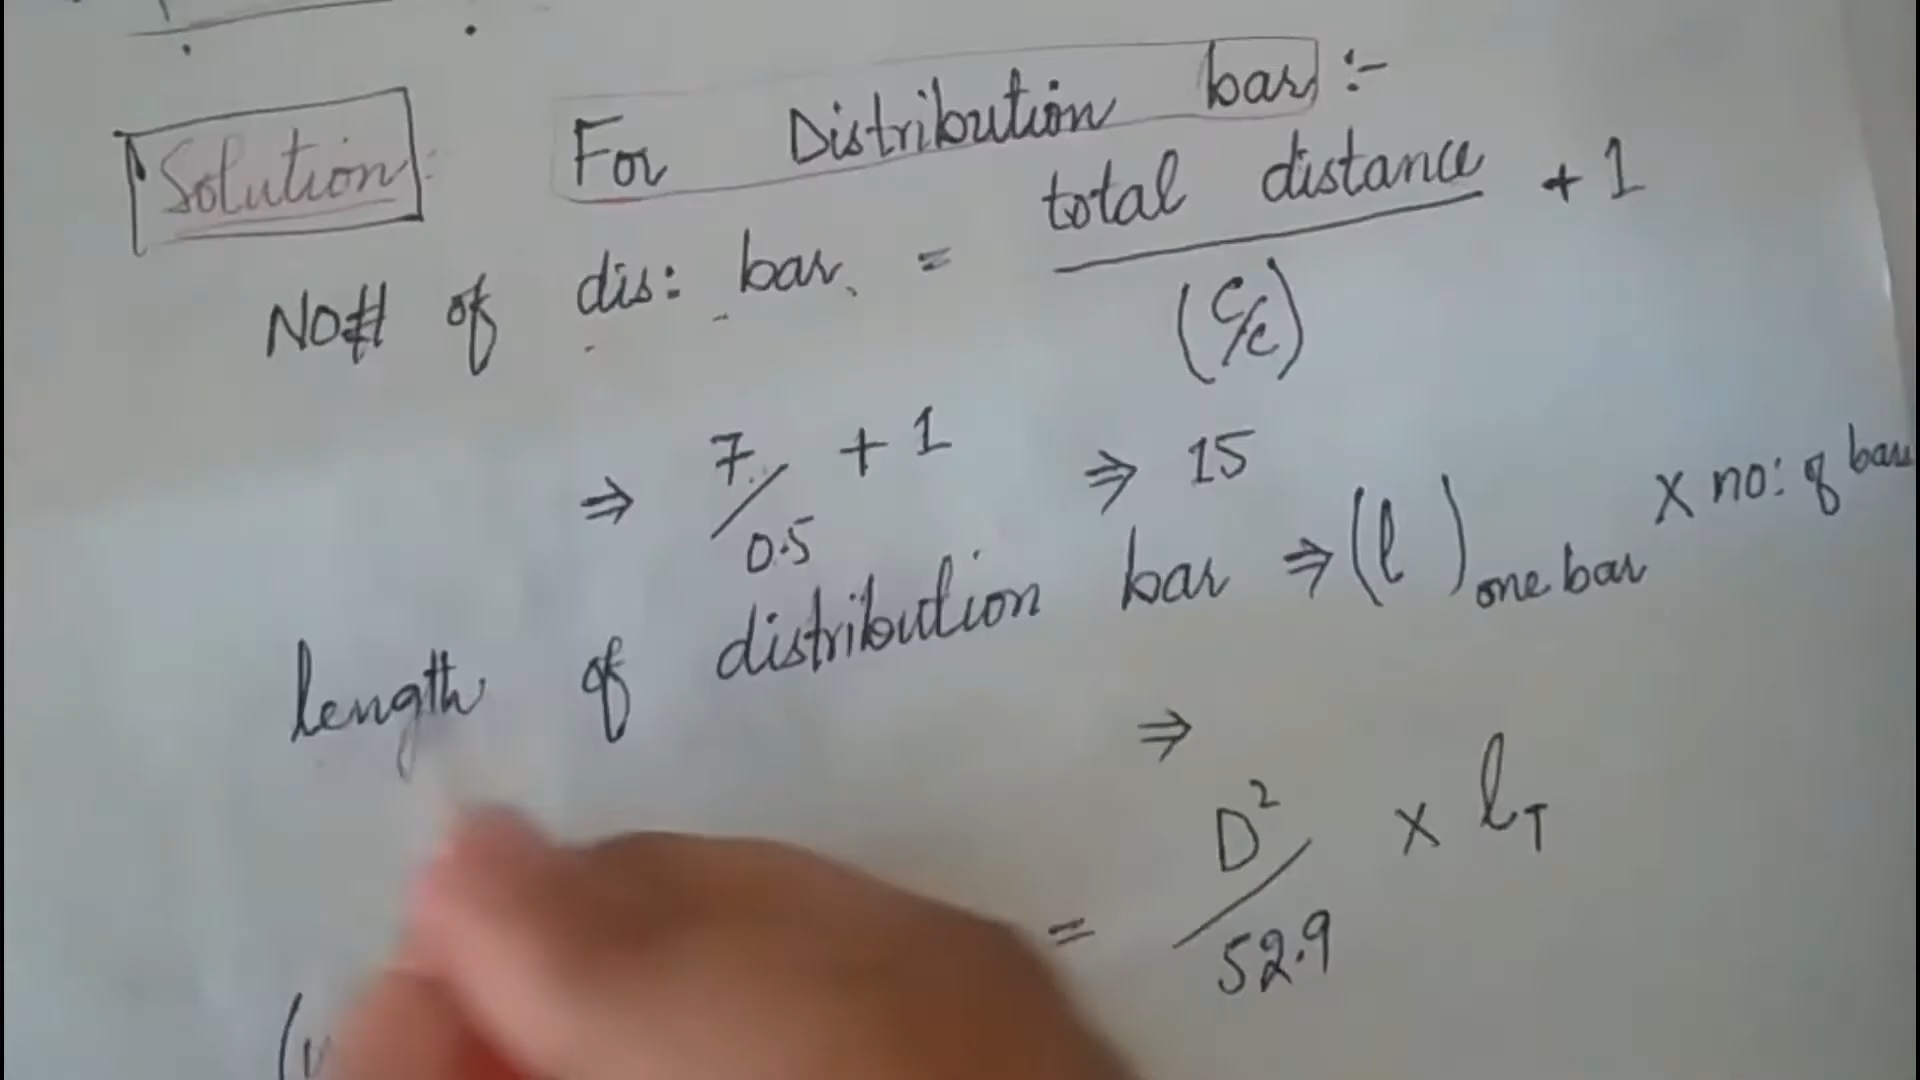 Solution: For Distribution bar :-
No# of dis: bar = total distance / (c/c) + 1
⇒ 7/0.5 + 1 ⇒ 15
length of distribution bar ⇒ (l) one bar x no: of bar
⇒
= D²/52.9 x lT